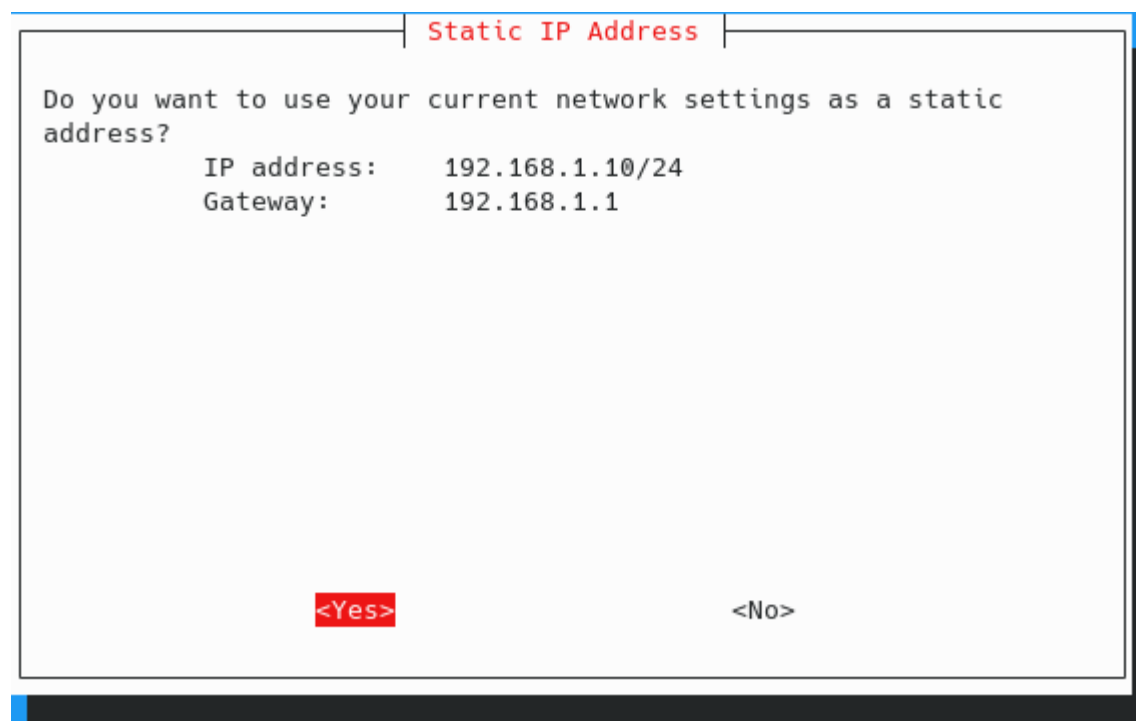 Static IP Address
Do you want to use your current network settings as a static
address?
IP address: 192.168.1.10/24
Gateway: 192.168.1.1
<Yes> <No>